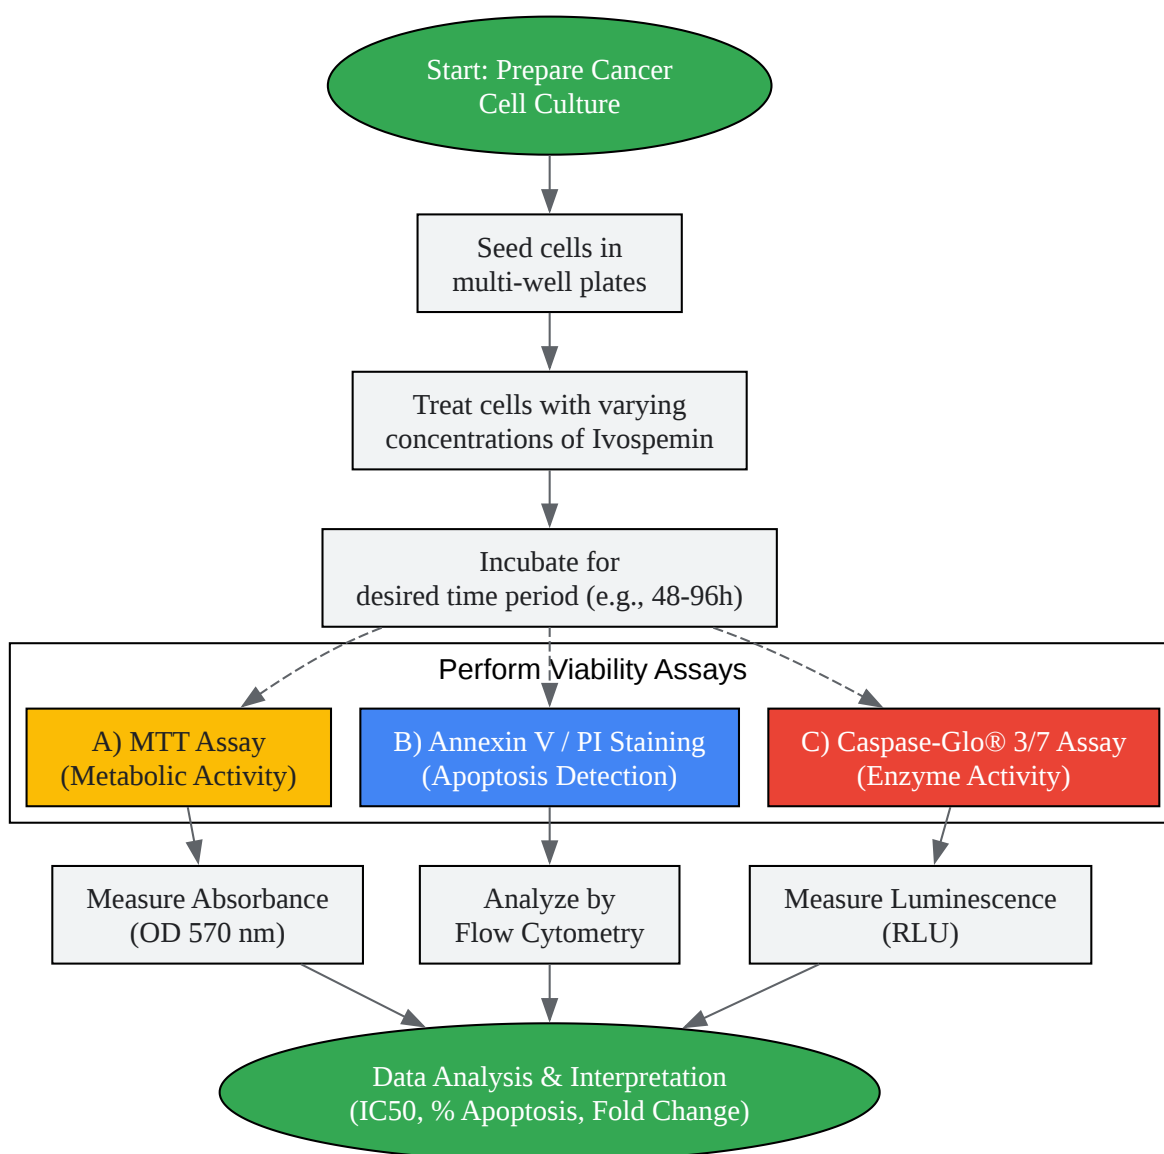 Start: Prepare Cancer
Cell Culture
Seed cells in
multi-well plates
Treat cells with varying
concentrations of Ivospemin
Incubate for
desired time period (e.g., 48-96h)
Perform Viability Assays
A) MTT Assay
(Metabolic Activity)
B) Annexin V / PI Staining
(Apoptosis Detection)
C) Caspase-Glo® 3/7 Assay
(Enzyme Activity)
Measure Absorbance
(OD 570 nm)
Analyze by
Flow Cytometry
Measure Luminescence
(RLU)
Data Analysis & Interpretation
(IC50, % Apoptosis, Fold Change)